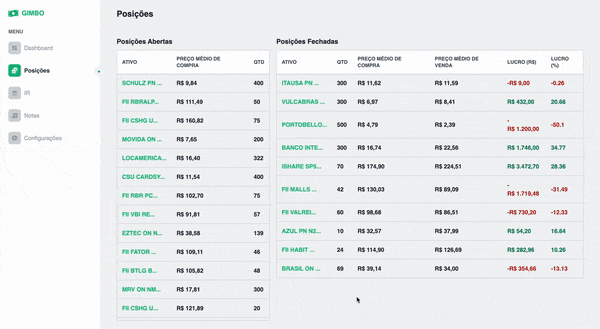 GIMBO
Posições
MENU
Dashboard
Posições
IR
Notas
Configurações
Posições Abertas
ATIVO PREÇO MÉDIO DE COMPRA QTD
SCHULZ PN ... R$ 9,84 400
FII RBRALP... R$ 111,49 50
FII CSHG U... R$ 160,82 75
MOVIDA ON ... R$ 7,65 200
LOCAMERICA... R$ 16,40 322
CSU CARDSY... R$ 11,54 400
FII RBR PC... R$ 102,70 75
FII VBI RE... R$ 91,81 57
EZTEC ON N... R$ 38,58 139
FII FATOR ... R$ 109,11 46
FII BTLG B... R$ 105,82 48
MRV ON NM... R$ 17,81 300
FII CSHG U... R$ 121,89 20
Posições Fechadas
ATIVO QTD PREÇO MÉDIO DE COMPRA PREÇO MÉDIO DE VENDA LUCRO (R$) LUCRO (%)
ITAUSA PN ... 300 R$ 11,62 R$ 11,59 -R$ 9,00 -0.26
VULCABRAS ... 300 R$ 6,97 R$ 8,41 R$ 432,00 20.66
PORTOBELLO... 500 R$ 4,79 R$ 2,39 -R$ 1.200,00 -50.1
BANCO INTE... 300 R$ 16,74 R$ 22,56 R$ 1.746,00 34.77
ISHARE SP5... 70 R$ 174,90 R$ 224,51 R$ 3.472,70 28.36
FII MALLS ... 42 R$ 130,03 R$ 89,09 -R$ 1.719,48 -31.49
FII VALREI... 60 R$ 98,68 R$ 86,51 -R$ 730,20 -12.33
AZUL PN N2... 10 R$ 32,57 R$ 37,99 R$ 54,20 16.64
FII HABIT ... 24 R$ 114,90 R$ 126,69 R$ 282,96 10.26
BRASIL ON ... 69 R$ 39,14 R$ 34,00 -R$ 354,66 -13.13